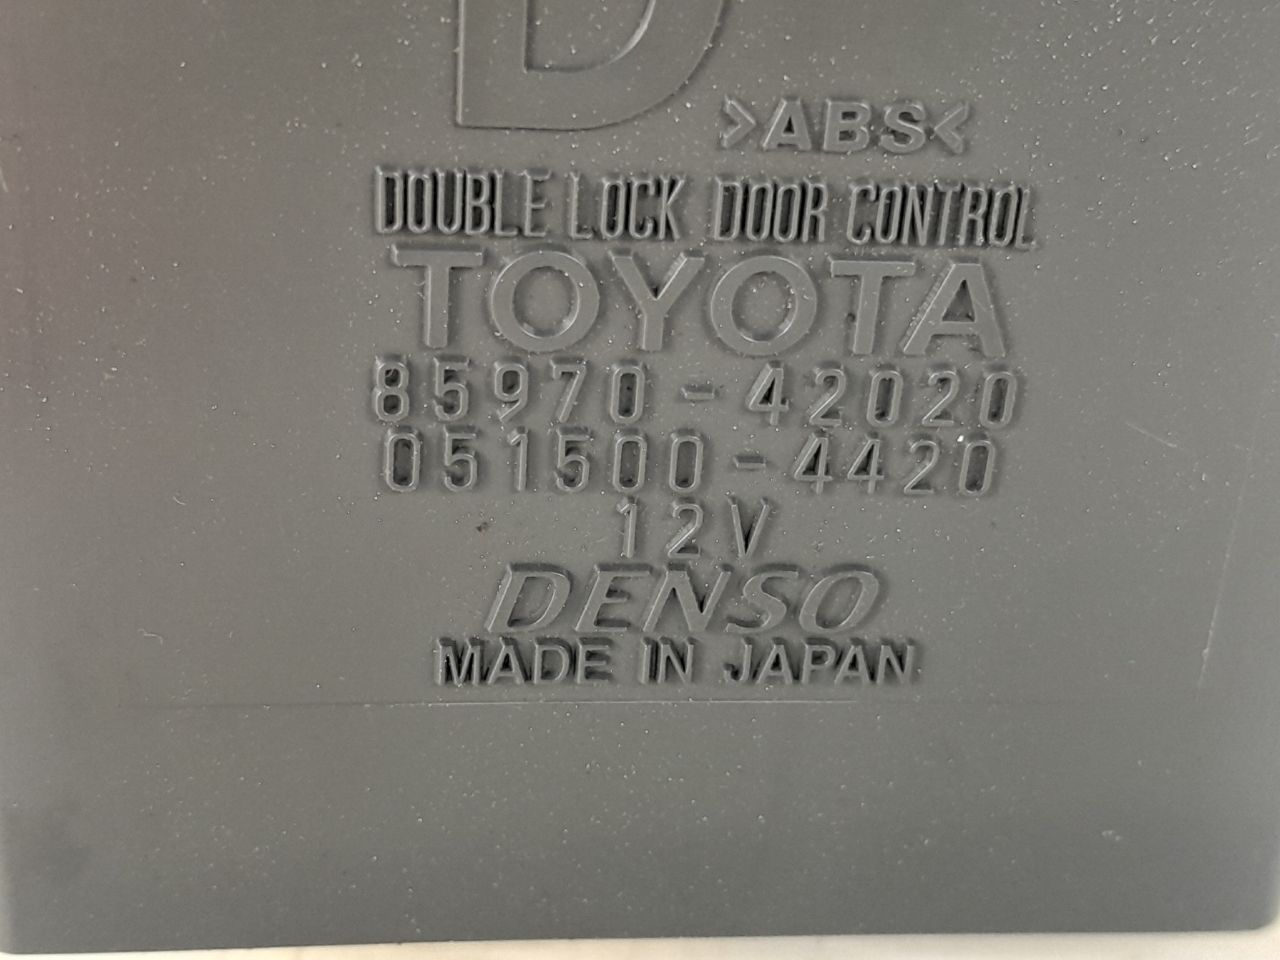 D
>ABS<
DOUBLE LOCK DOOR CONTROL
TOYOTA
85970-42020
051500-4420
12V
DENSO
MADE IN JAPAN